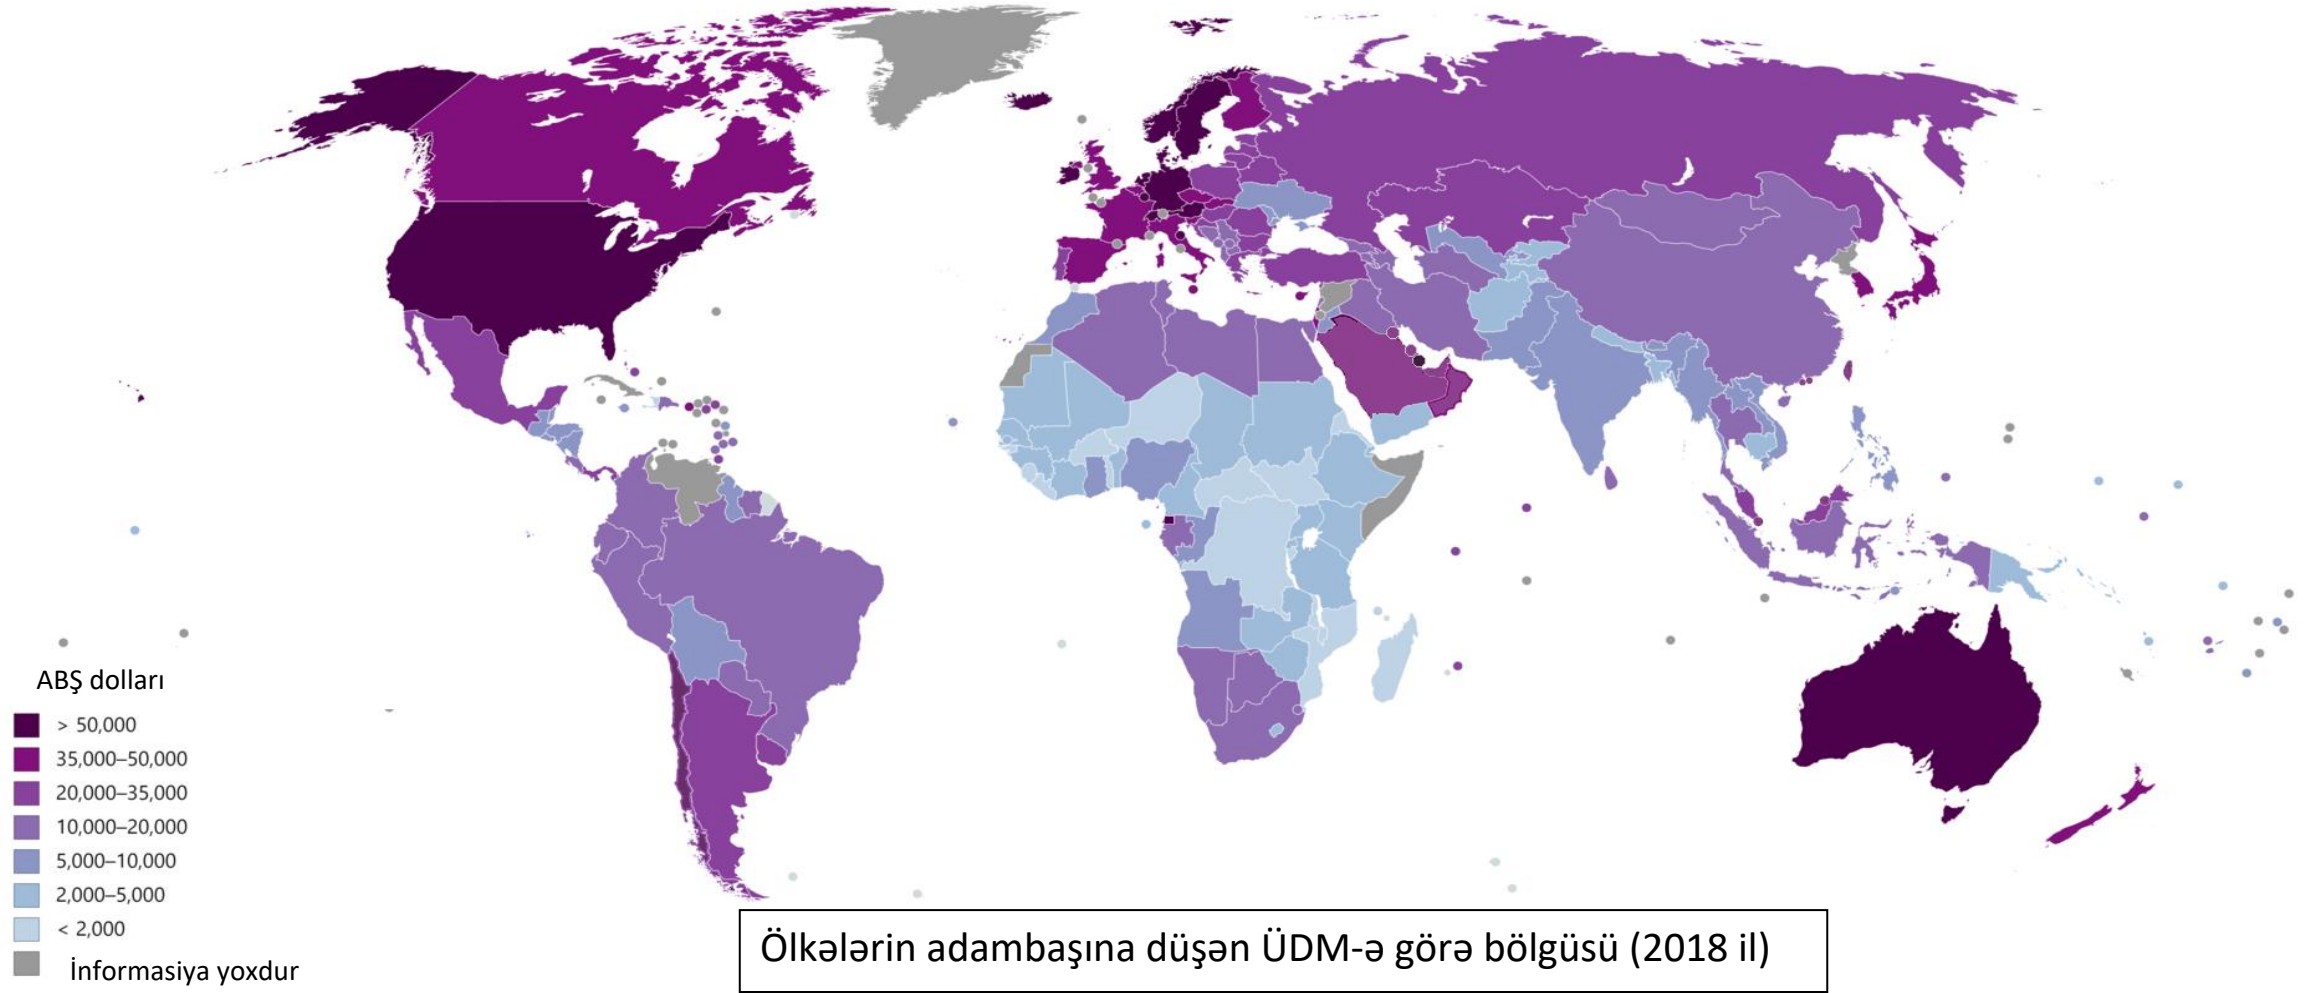 ABŞ dolları
> 50,000
35,000–50,000
20,000–35,000
10,000–20,000
5,000–10,000
2,000–5,000
< 2,000
İnformasiya yoxdur
Ölkələrin adambaşına düşən ÜDM-ə görə bölgüsü (2018 il)